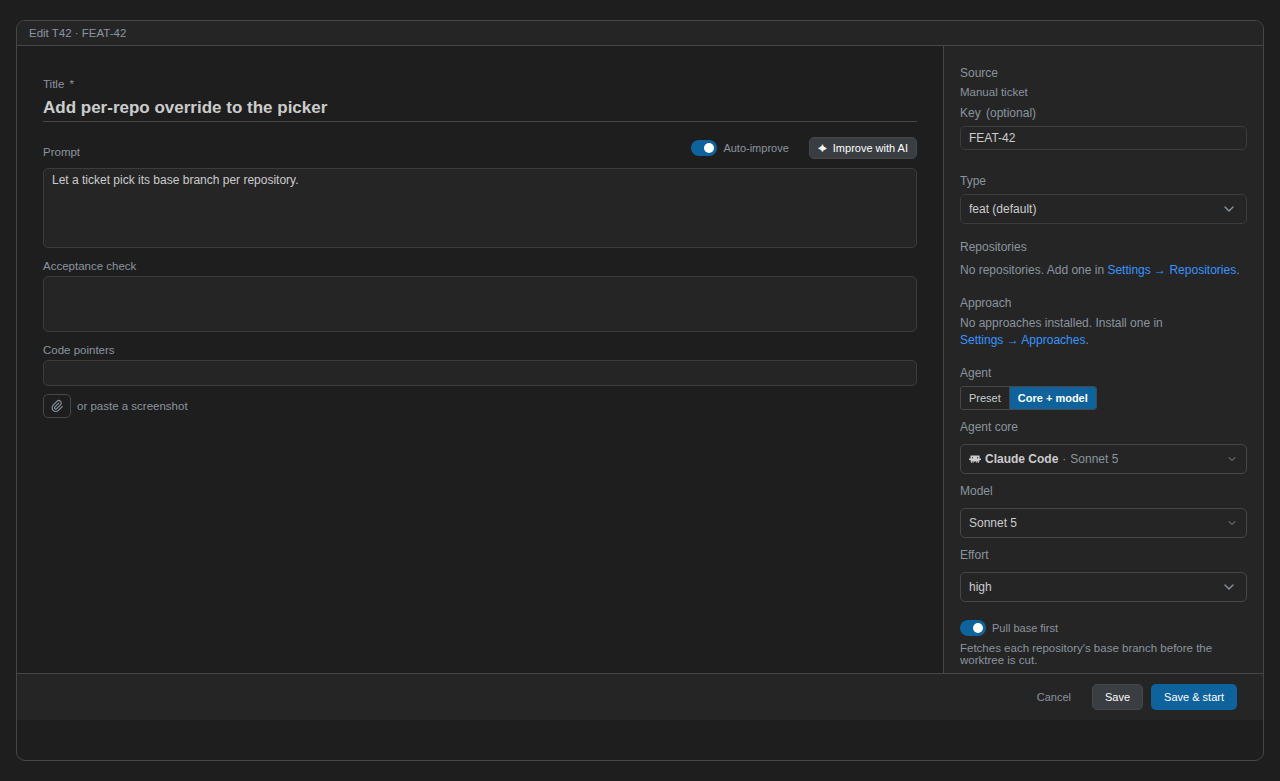 Edit T42 · FEAT-42
Title *
Add per-repo override to the picker
Prompt
Auto-improve
Improve with AI
Let a ticket pick its base branch per repository.
Acceptance check
Code pointers
or paste a screenshot
Source
Manual ticket
Key (optional)
FEAT-42
Type
feat (default)
Repositories
No repositories. Add one in Settings → Repositories.
Approach
No approaches installed. Install one in
Settings → Approaches.
Agent
Preset
Core + model
Agent core
Claude Code · Sonnet 5
Model
Sonnet 5
Effort
high
Pull base first
Fetches each repository's base branch before the
worktree is cut.
Cancel
Save
Save & start